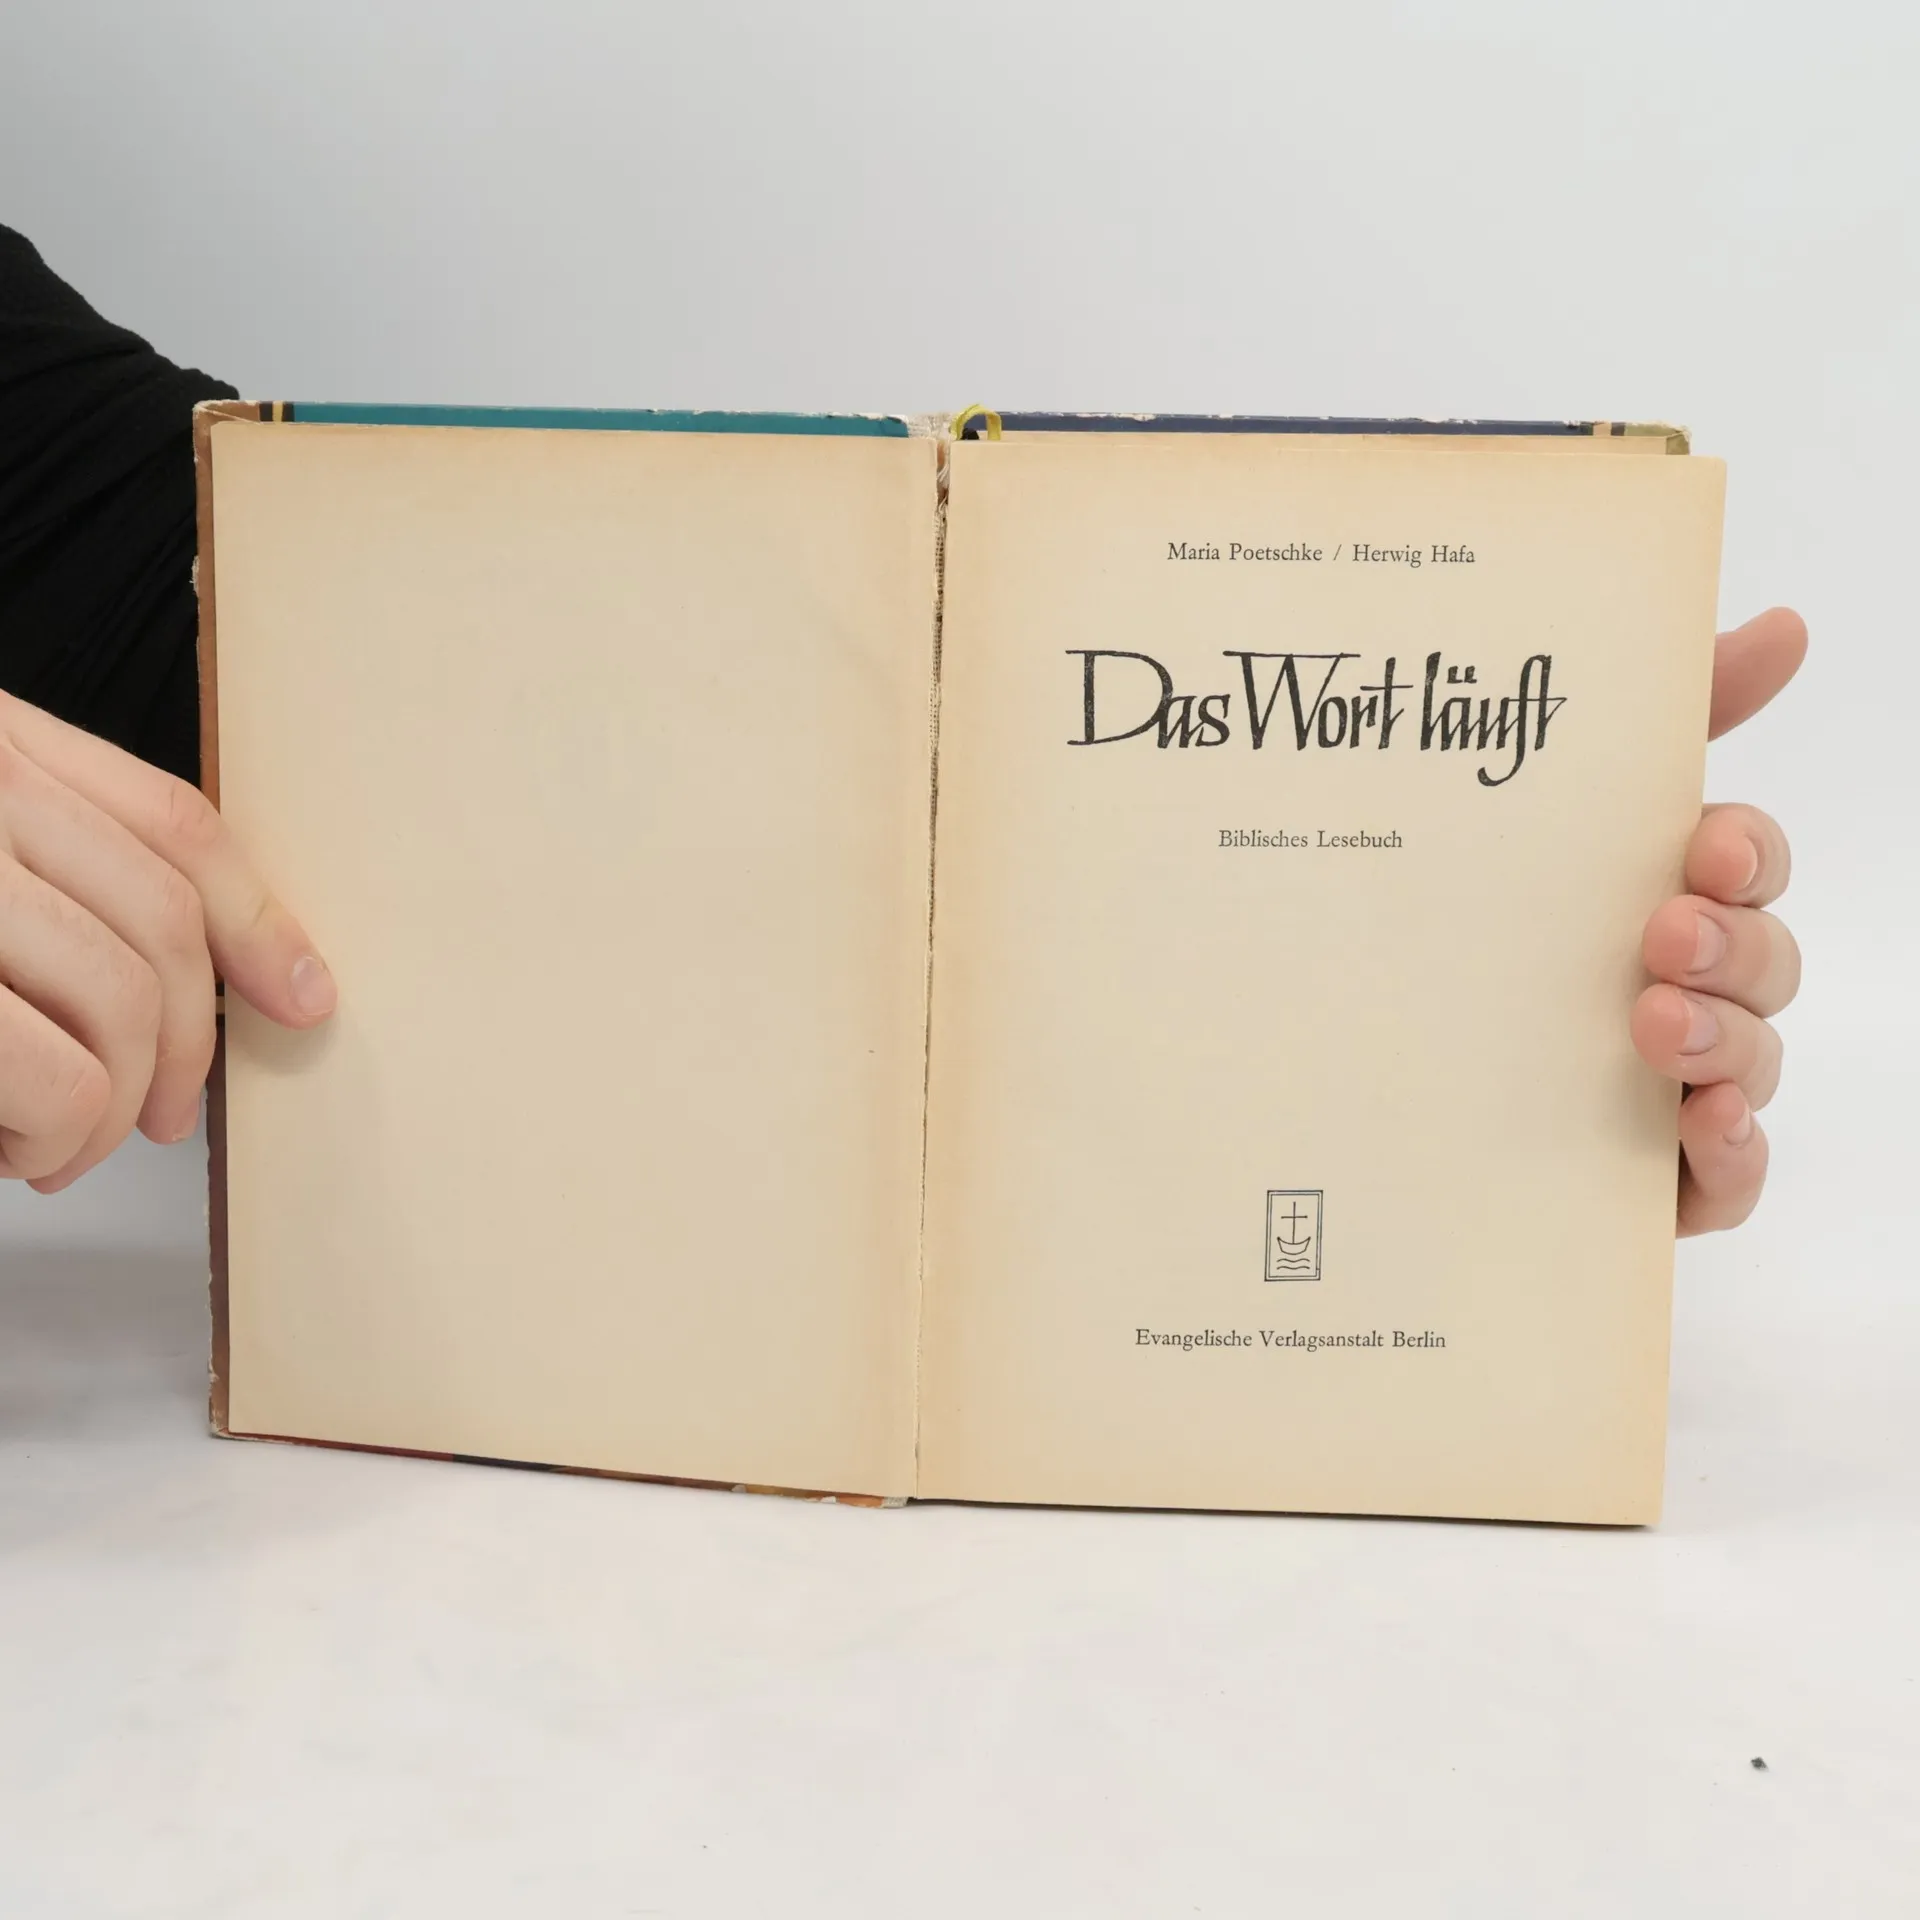 Maria Poetschke / Herwig Hafa
Das Wort läuft
Biblisches Lesebuch
Evangelische Verlagsanstalt Berlin